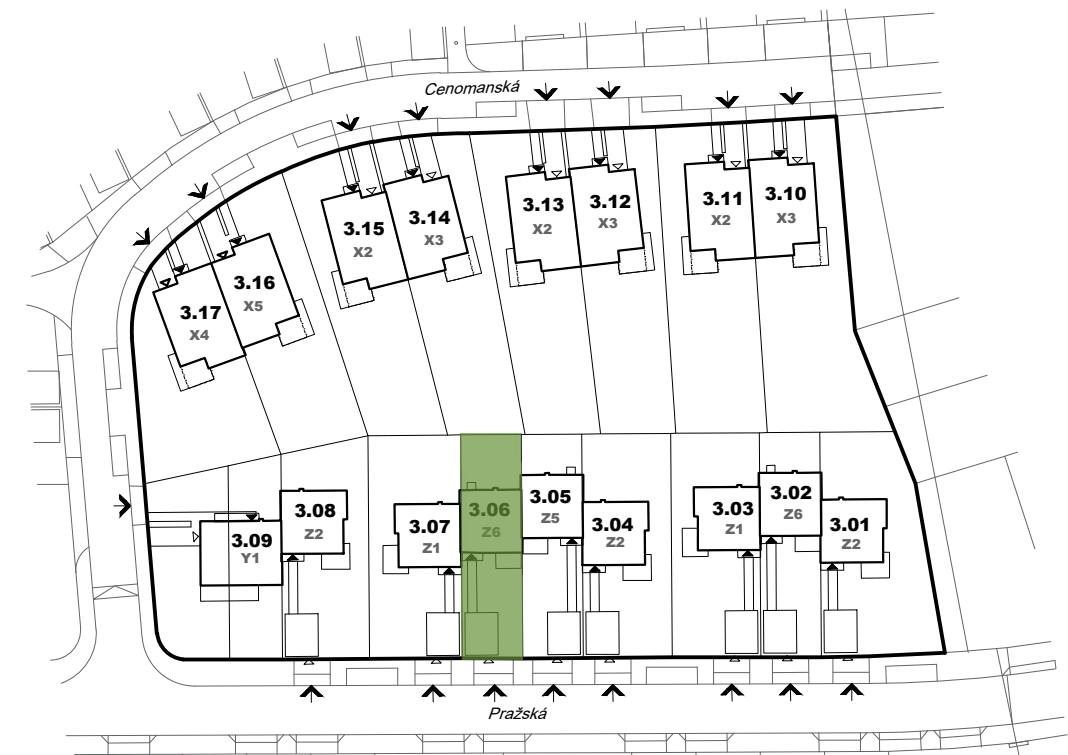 Cenomanská
3.17
X4
3.16
X5
3.15
X2
3.14
X3
3.13
X2
3.12
X3
3.11
X2
3.10
X3
3.09
Y1
3.08
Z2
3.07
Z1
3.06
Z6
3.05
Z5
3.04
Z2
3.03
Z1
3.02
Z6
3.01
Z2
Pražská